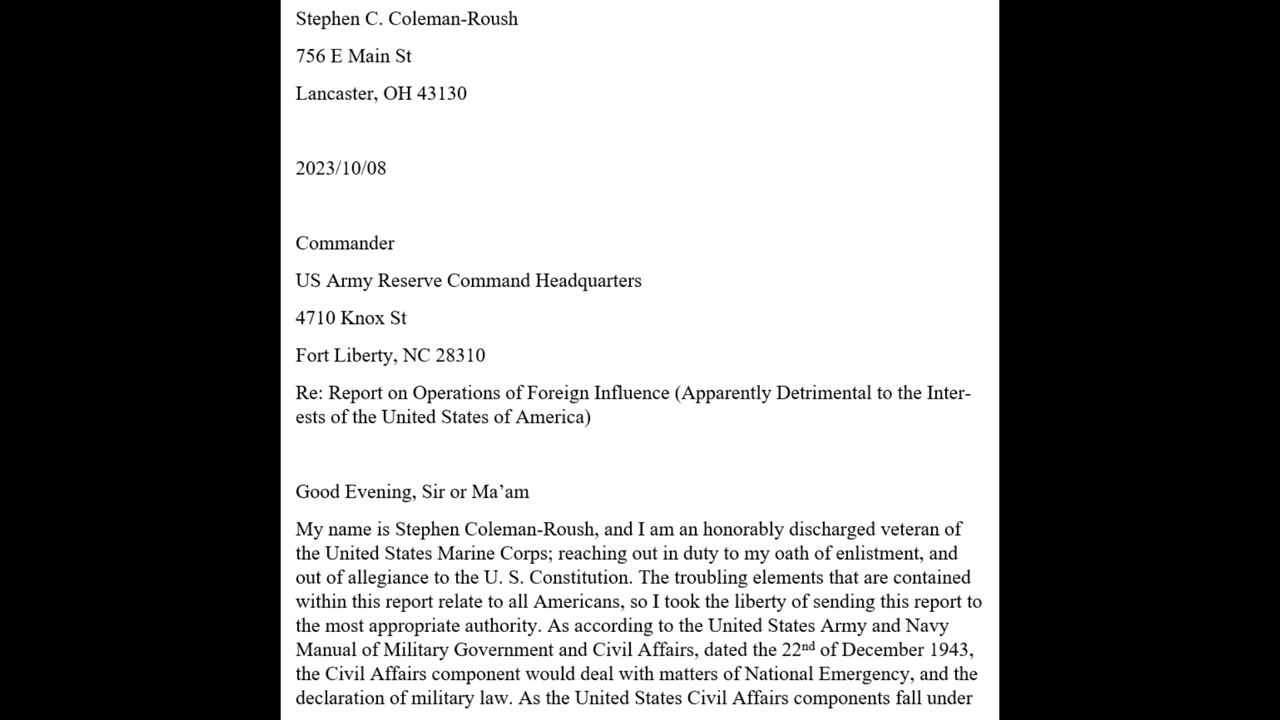 Stephen C. Coleman-Roush
756 E Main St
Lancaster, OH 43130
2023/10/08
Commander
US Army Reserve Command Headquarters
4710 Knox St
Fort Liberty, NC 28310
Re: Report on Operations of Foreign Influence (Apparently Detrimental to the Inter-
ests of the United States of America)
Good Evening, Sir or Ma’am
My name is Stephen Coleman-Roush, and I am an honorably discharged veteran of
the United States Marine Corps; reaching out in duty to my oath of enlistment, and
out of allegiance to the U. S. Constitution. The troubling elements that are contained
within this report relate to all Americans, so I took the liberty of sending this report to
the most appropriate authority. As according to the United States Army and Navy
Manual of Military Government and Civil Affairs, dated the 22nd of December 1943,
the Civil Affairs component would deal with matters of National Emergency, and the
declaration of military law. As the United States Civil Affairs components fall under